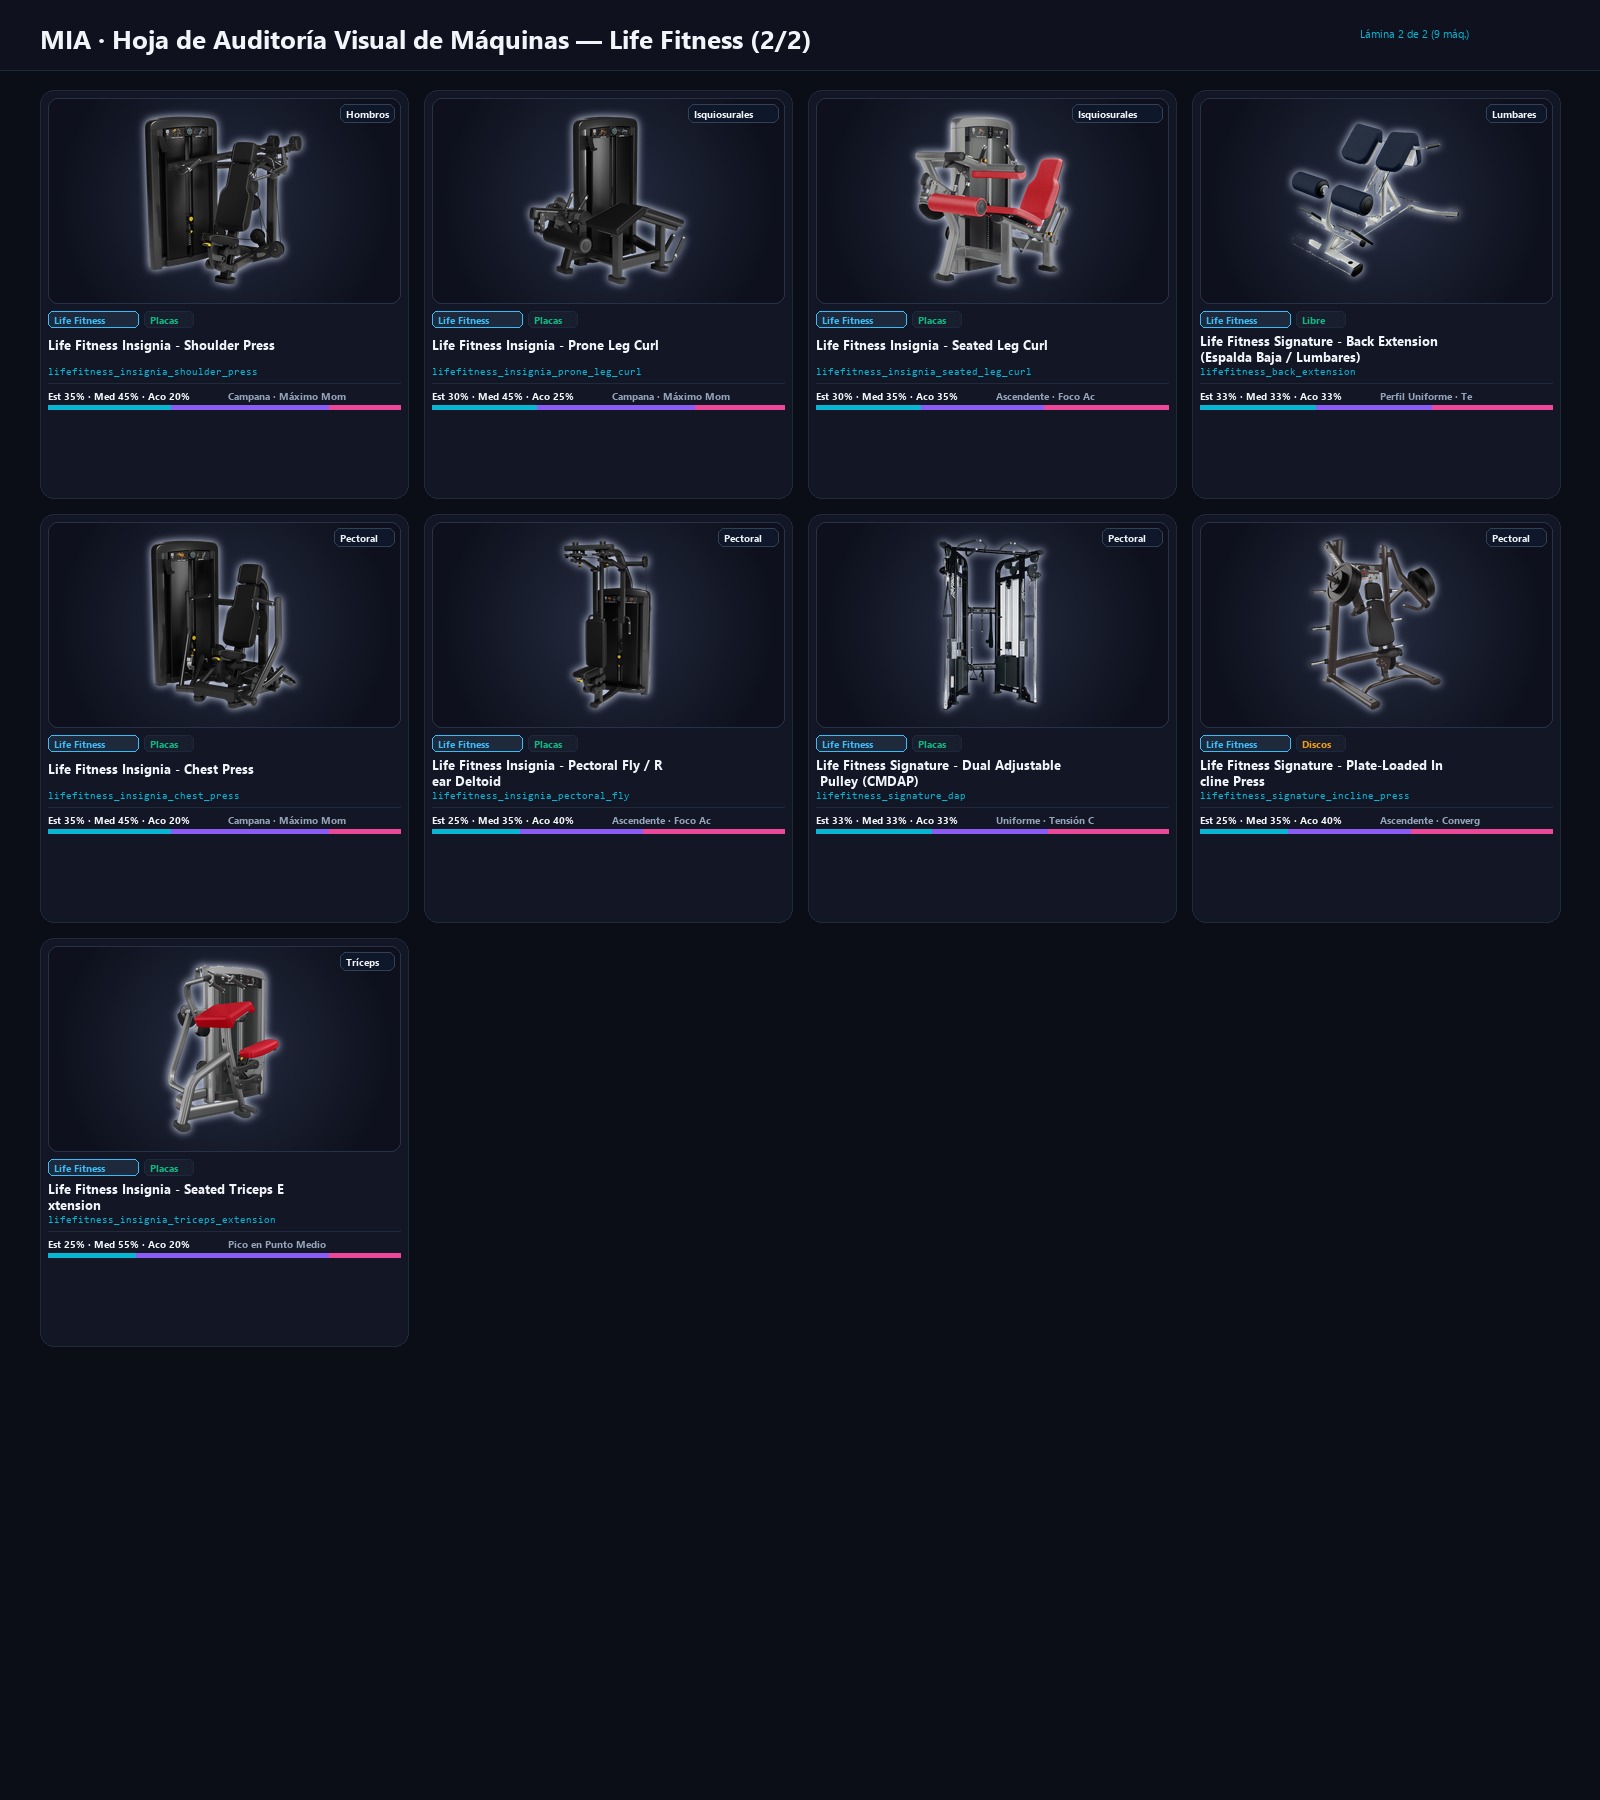 MIA · Hoja de Auditoría Visual de Máquinas — Life Fitness (2/2)
Lámina 2 de 2 (9 máq.)
Hombros
Life Fitness
Placas
Life Fitness Insignia - Shoulder Press
lifefitness_insignia_shoulder_press
Est 35% · Med 45% · Aco 20%
Campana · Máximo Mom
Isquiosurales
Life Fitness
Placas
Life Fitness Insignia - Prone Leg Curl
lifefitness_insignia_prone_leg_curl
Est 30% · Med 45% · Aco 25%
Campana · Máximo Mom
Isquiosurales
Life Fitness
Placas
Life Fitness Insignia - Seated Leg Curl
lifefitness_insignia_seated_leg_curl
Est 30% · Med 35% · Aco 35%
Ascendente · Foco Ac
Lumbares
Life Fitness
Libre
Life Fitness Signature - Back Extension
(Espalda Baja / Lumbares)
lifefitness_back_extension
Est 33% · Med 33% · Aco 33%
Perfil Uniforme · Te
Pectoral
Life Fitness
Placas
Life Fitness Insignia - Chest Press
lifefitness_insignia_chest_press
Est 35% · Med 45% · Aco 20%
Campana · Máximo Mom
Pectoral
Life Fitness
Placas
Life Fitness Insignia - Pectoral Fly / R
ear Deltoid
lifefitness_insignia_pectoral_fly
Est 25% · Med 35% · Aco 40%
Ascendente · Foco Ac
Pectoral
Life Fitness
Placas
Life Fitness Signature - Dual Adjustable
Pulley (CMDAP)
lifefitness_signature_dap
Est 33% · Med 33% · Aco 33%
Uniforme · Tensión C
Pectoral
Life Fitness
Discos
Life Fitness Signature - Plate-Loaded In
cline Press
lifefitness_signature_incline_press
Est 25% · Med 35% · Aco 40%
Ascendente · Converg
Tríceps
Life Fitness
Placas
Life Fitness Insignia - Seated Triceps E
xtension
lifefitness_insignia_triceps_extension
Est 25% · Med 55% · Aco 20%
Pico en Punto Medio